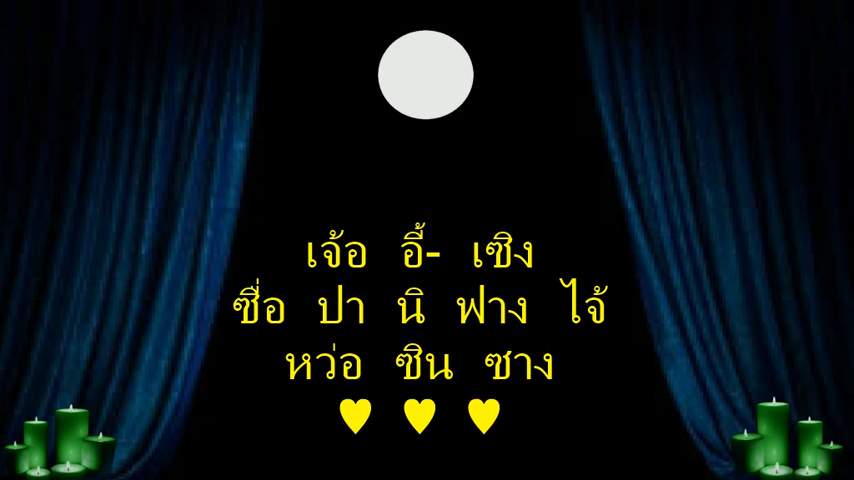 เจ้อ อี้- เซิง
ซื่อ ปา นิ ฟาง ไจ้
หว่อ ซิน ซาง
♥ ♥ ♥